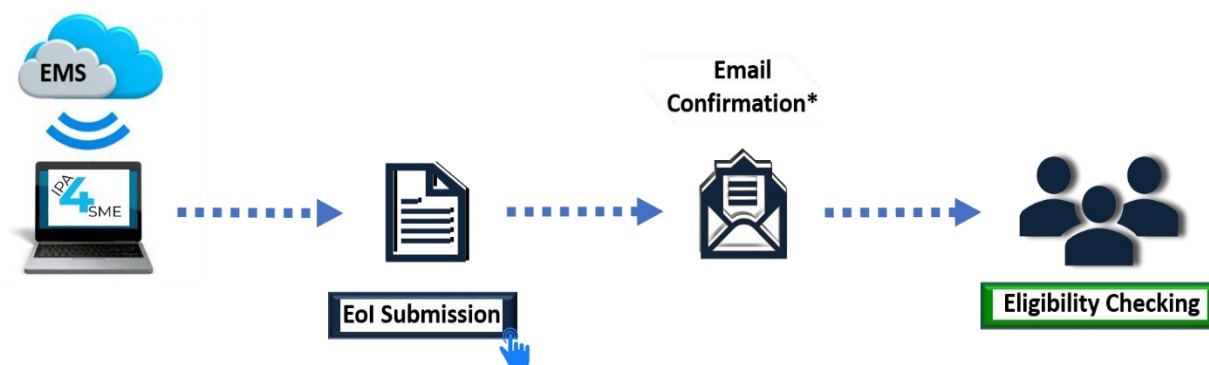 EMS
IPA
4
SME
EoI Submission
Email
Confirmation*
Eligibility Checking